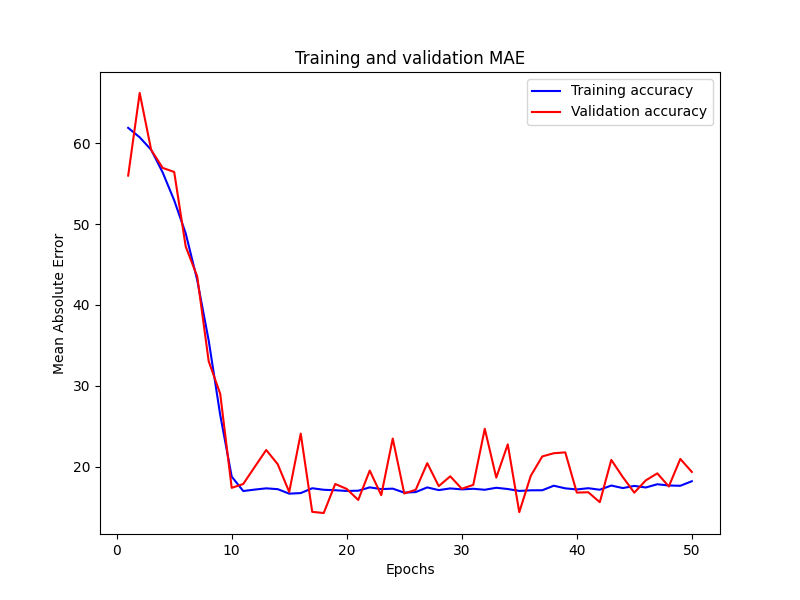 Training and validation MAE
Training accuracy
Validation accuracy
Mean Absolute Error
60
50
40
30
20
0
10
20
30
40
50
Epochs